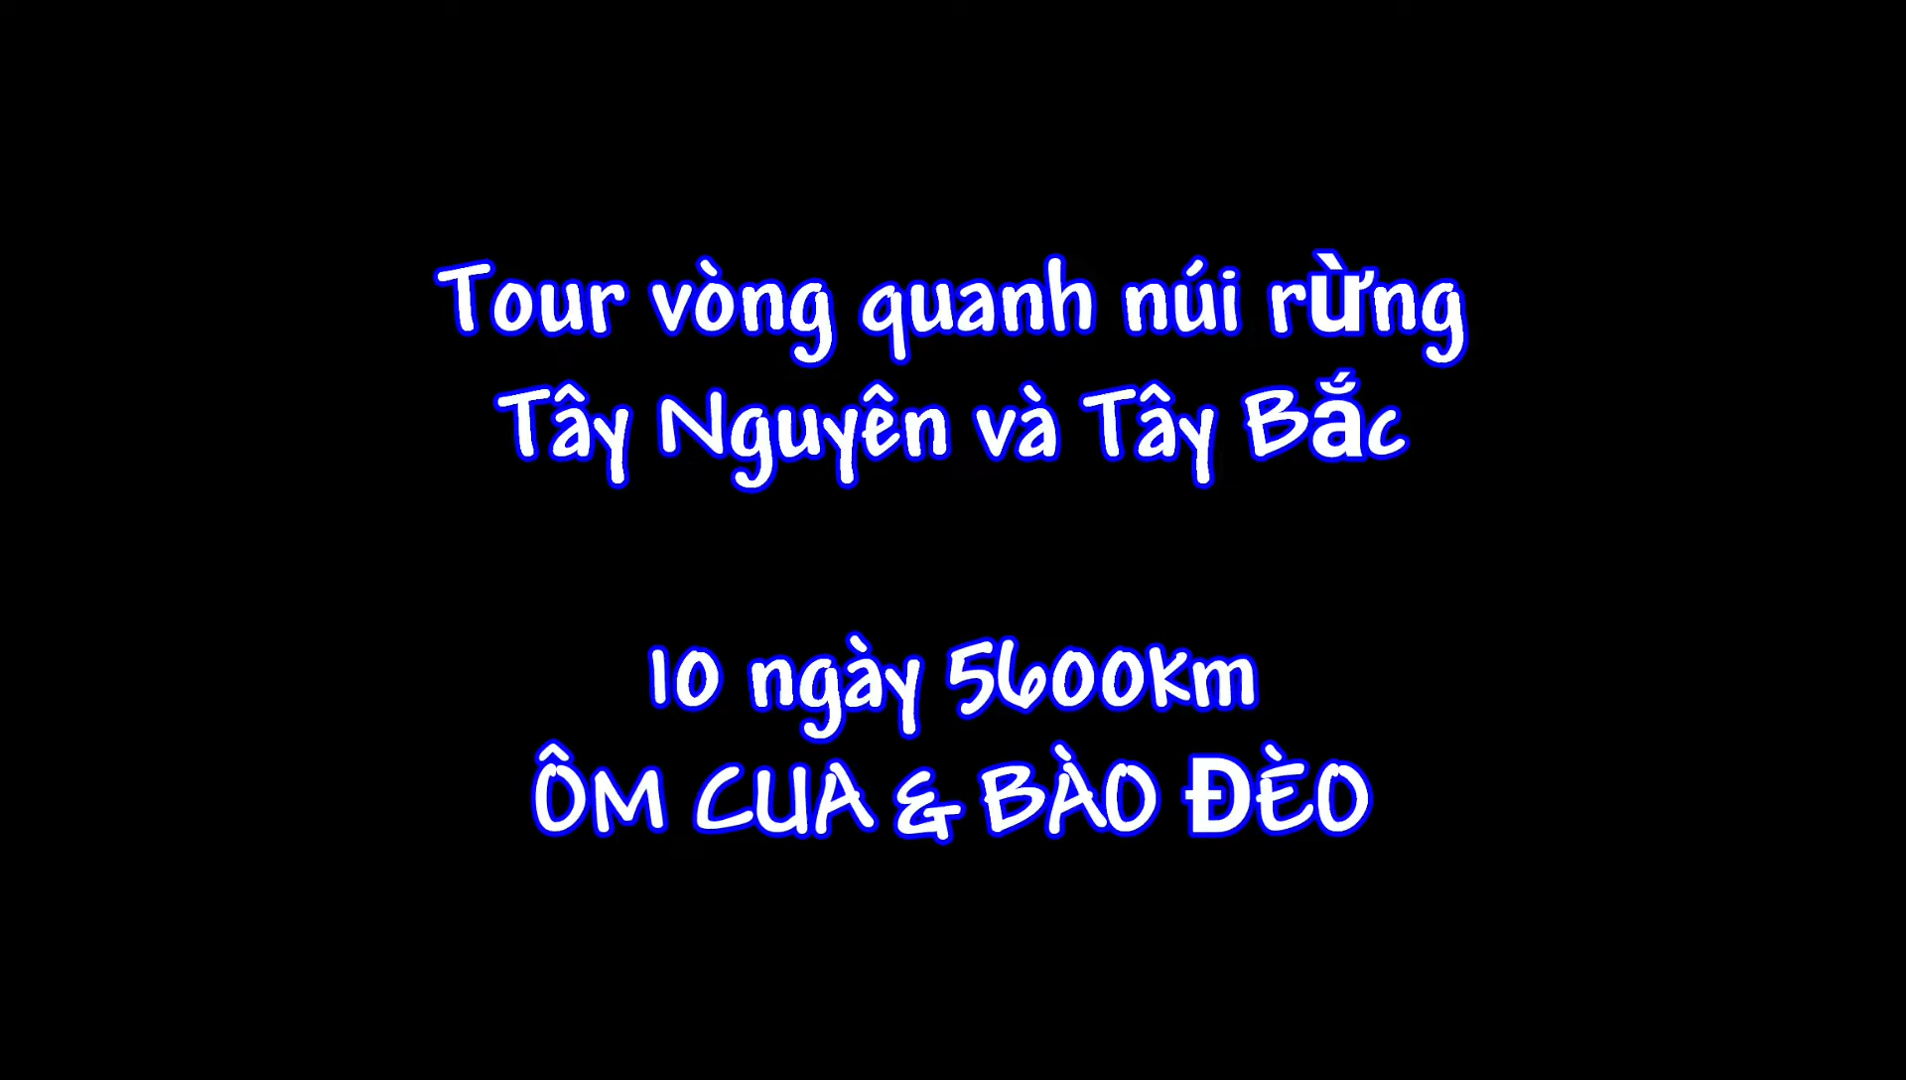 Tour vòng quanh núi rừng
Tây Nguyên và Tây Bắc
10 ngày 5600km
ÔM CUA & BÀO ĐÈO